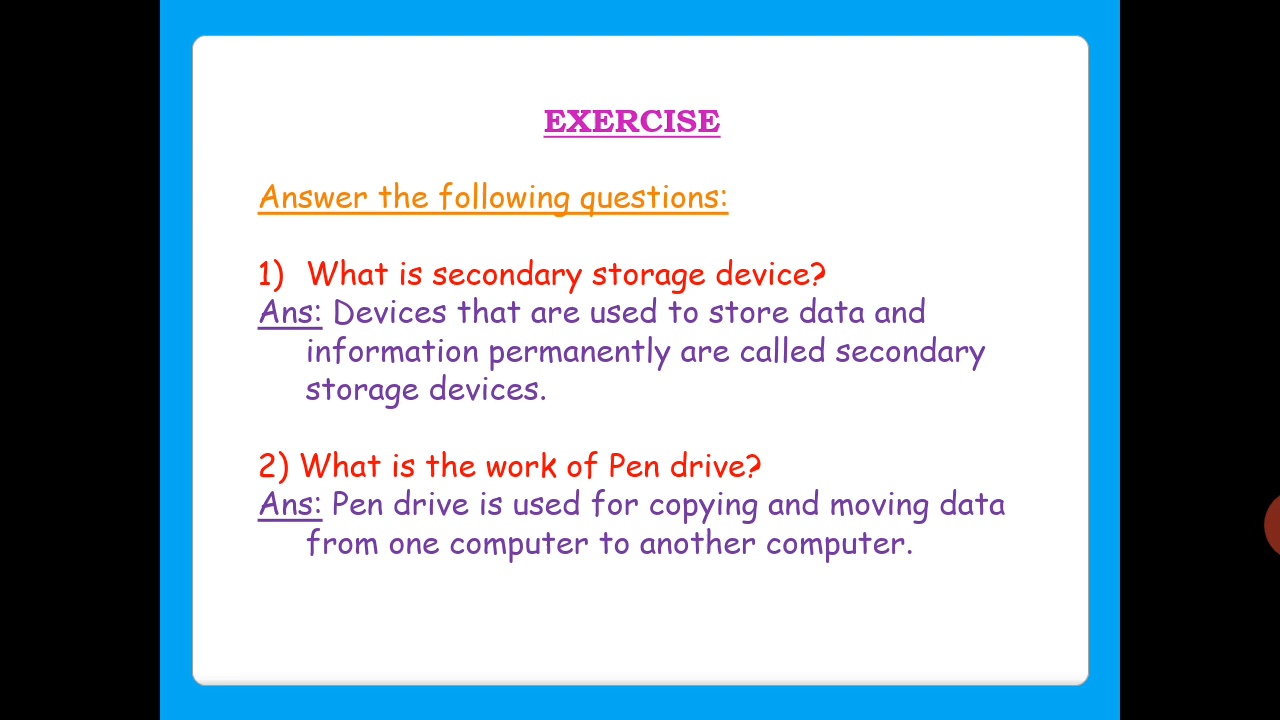 EXERCISE
Answer the following questions:
1) What is secondary storage device?
Ans: Devices that are used to store data and
information permanently are called secondary
storage devices.
2) What is the work of Pen drive?
Ans: Pen drive is used for copying and moving data
from one computer to another computer.